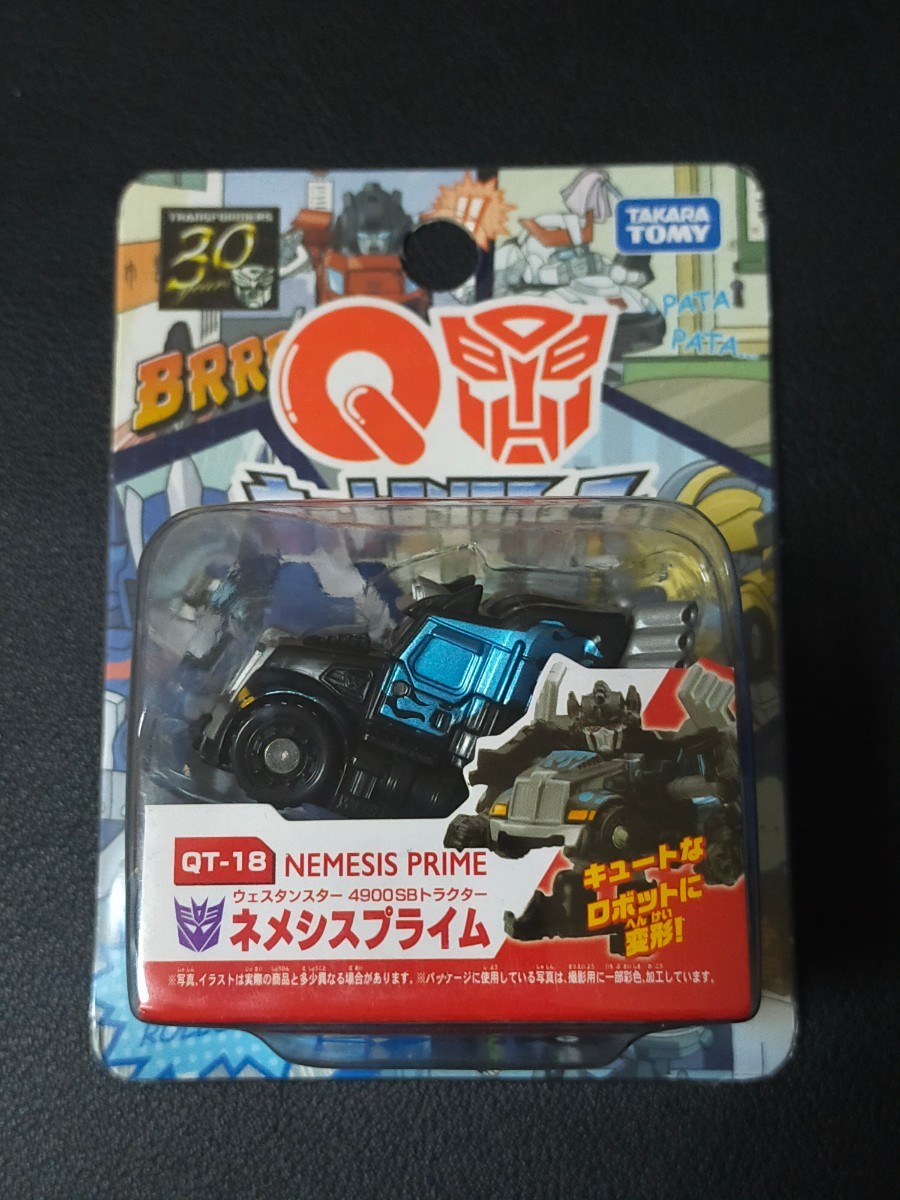 TRANSFORMERS
30
Years
TAKARA
TOMY
PATA
PATA...
BRRR
Q
QT-18 NEMESIS PRIME
ウェスタンスター 4900SBトラクター
ネメシスプライム
キュートな
ロボットに
へんけい
変形!
※写真、イラストは実際の商品と多少異なる場合があります。※パッケージに使用している写真は、撮影用に一部彩色、加工しています。